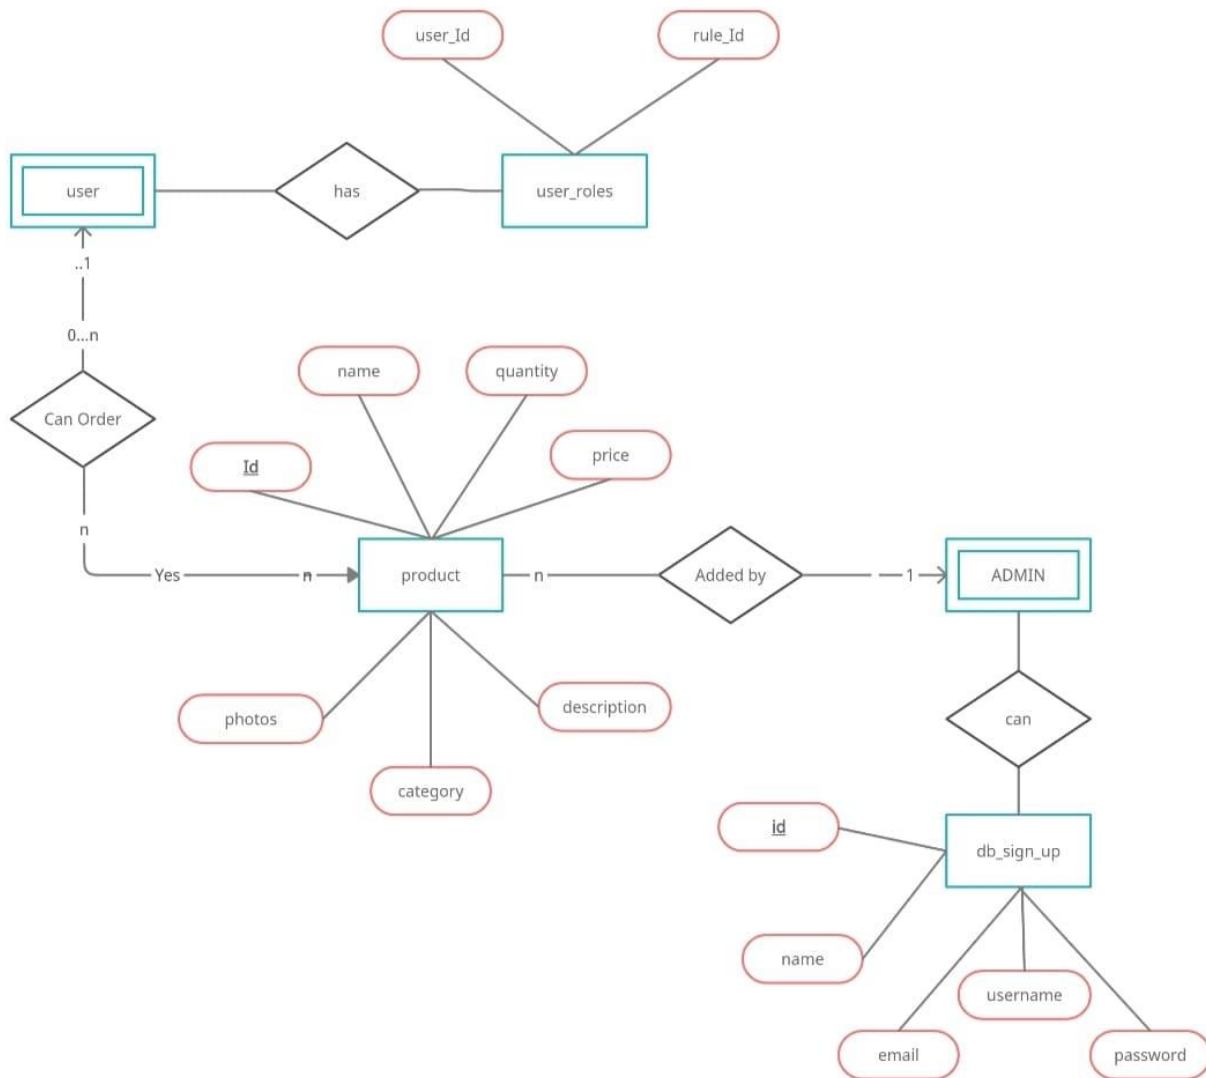 user_Id
rule_Id
user
has
user_roles
..1
0...n
name
quantity
Can Order
price
Id
n
Yes
n
product
n
Added by
1
ADMIN
photos
description
can
category
id
db_sign_up
name
username
email
password